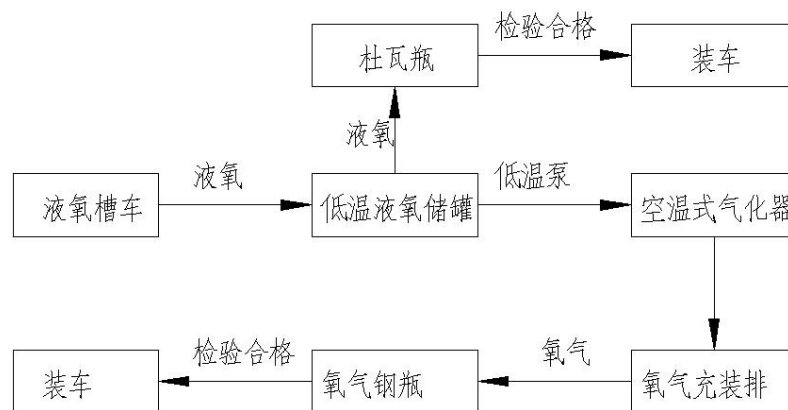 检验合格
杜瓦瓶
装车
液氧
液氧
低温泵
液氧槽车
低温液氧储罐
空温式气化器
检验合格
氧气
装车
氧气钢瓶
氧气充装排